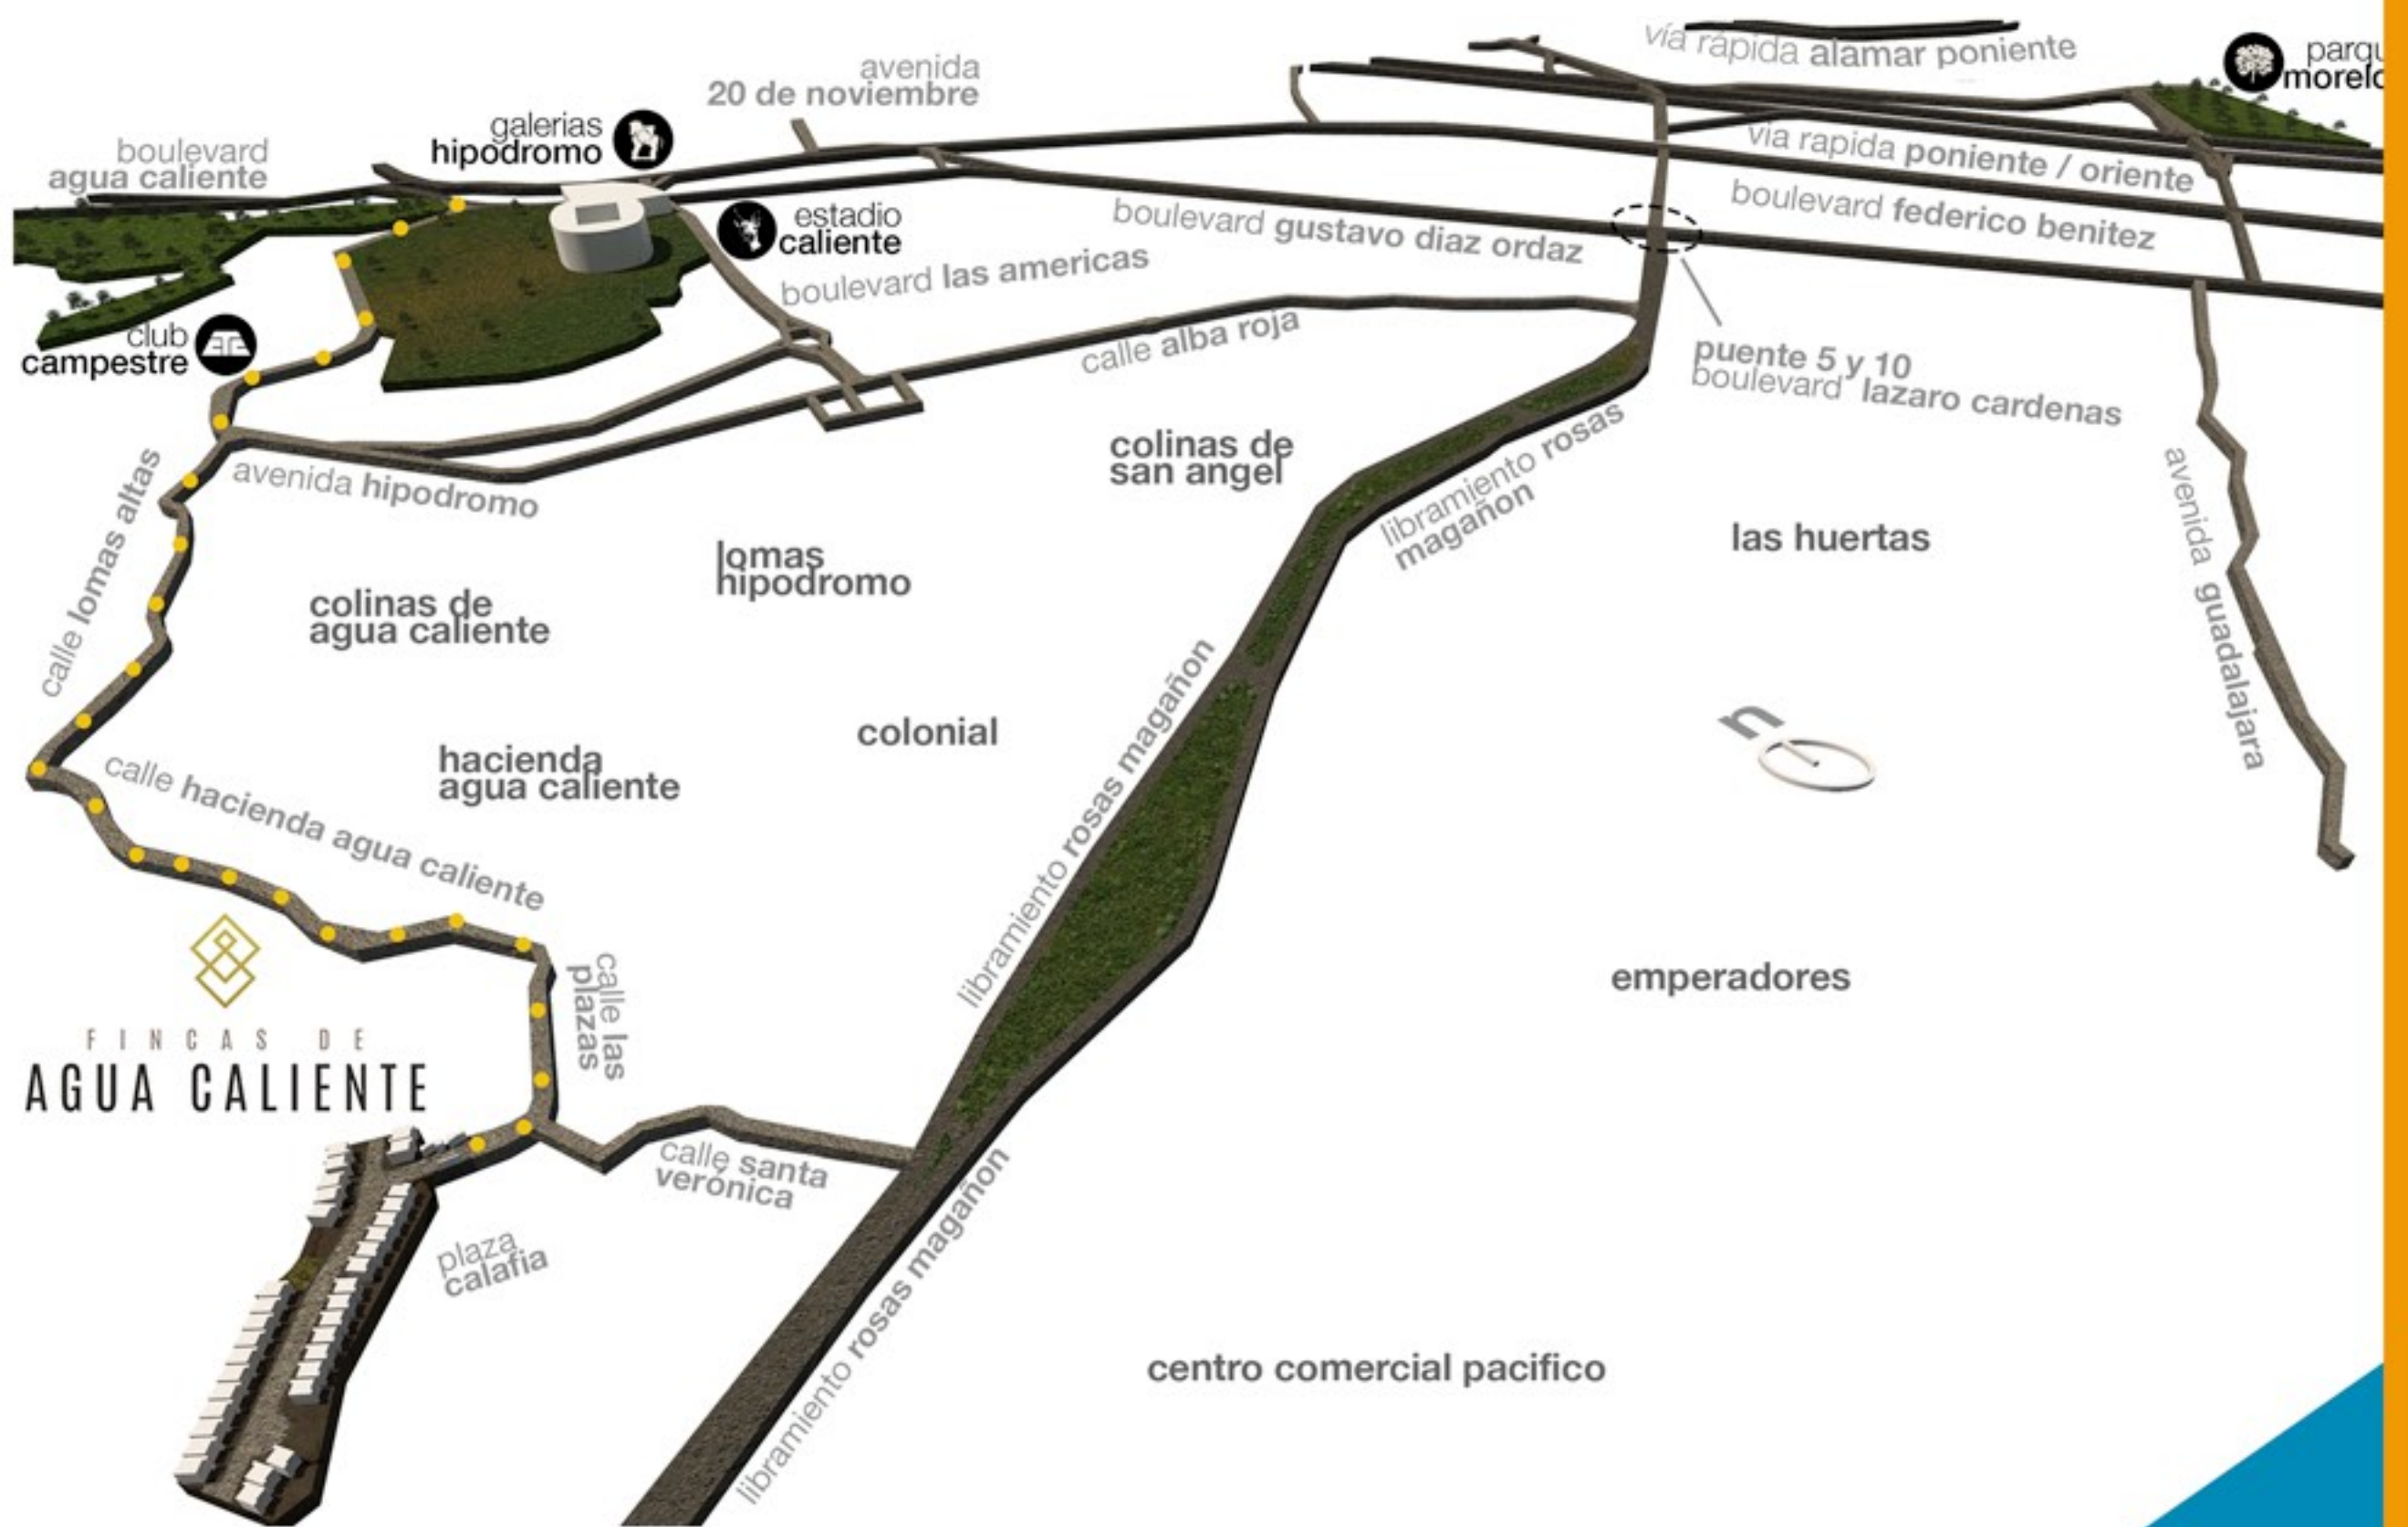 vía rápida alamar poniente
parqu
morelo
avenida
20 de noviembre
galerias
hipódromo
boulevard
agua caliente
vía rapida poniente / oriente
estadio
caliente
boulevard gustavo diaz ordaz
boulevard federico benitez
boulevard las americas
club
campestre
calle alba roja
puente 5 y 10
boulevard lazaro cardenas
colinas de
san angel
libramiento rosas
magañon
avenida hipodromo
calle lomas altas
las huertas
avenida guadalajara
lomas
hipodromo
colinas de
agua caliente
n
colonial
hacienda
agua caliente
libramiento rosas magañon
calle hacienda agua caliente
FINCAS DE
AGUA CALIENTE
calle las
plazas
emperadores
calle santa
verónica
plaza
calafia
libramiento rosas magañon
centro comercial pacifico